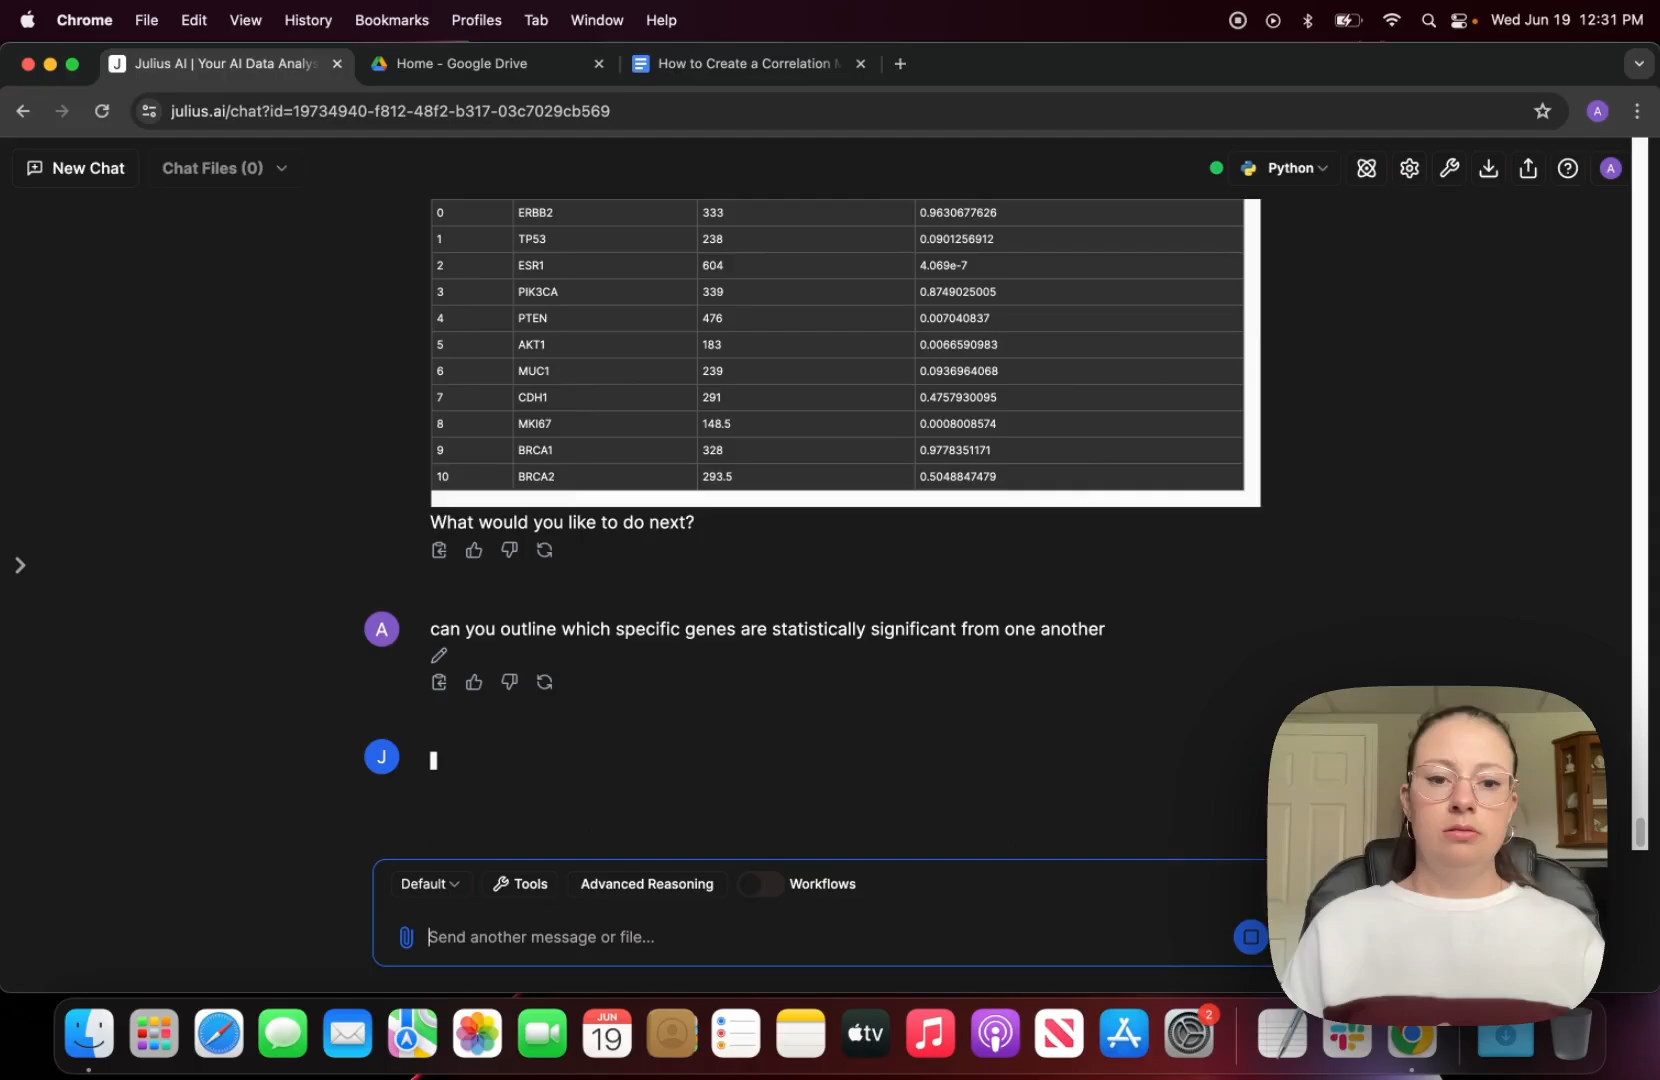 Chrome File Edit View History Bookmarks Profiles Tab Window Help Wed Jun 19 12:31 PM
J Julius AI | Your AI Data Analys Home - Google Drive How to Create a Correlation
julius.ai/chat?id=19734940-f812-48f2-b317-03c7029cb569 A
New Chat Chat Files (0) Python A
0 ERBB2 333 0.9630677626
1 TP53 238 0.0901256912
2 ESR1 604 4.069e-7
3 PIK3CA 339 0.8749025005
4 PTEN 476 0.007040837
5 AKT1 183 0.0066590983
6 MUC1 239 0.0936964068
7 CDH1 291 0.4757930095
8 MKI67 148.5 0.0008008574
9 BRCA1 328 0.9778351171
10 BRCA2 293.5 0.5048847479
What would you like to do next?
A can you outline which specific genes are statistically significant from one another
J
Default Tools Advanced Reasoning Workflows
Send another message or file...
JUN
19
tv
2